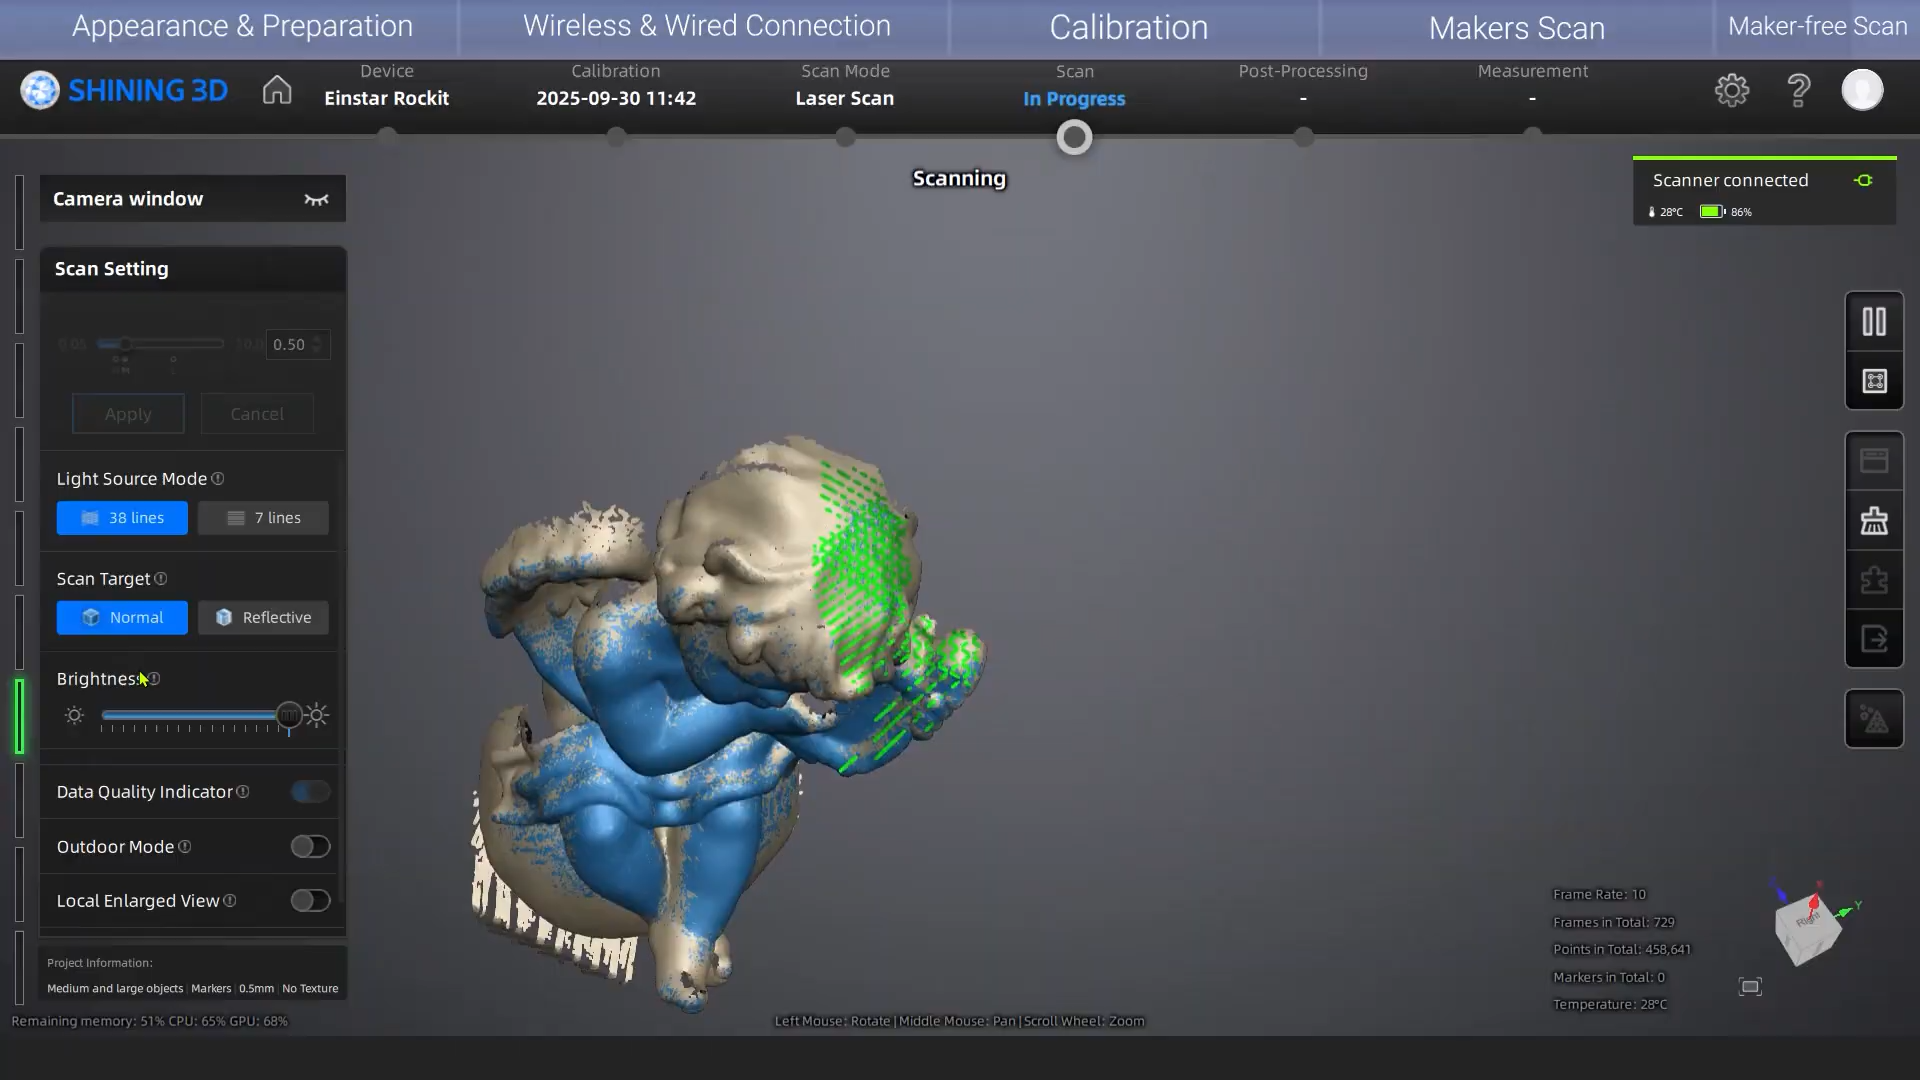 Appearance & Preparation
Wireless & Wired Connection
Calibration
Makers Scan
Maker-free Scan
SHINING 3D
Device
Einstar Rockit
Calibration
2025-09-30 11:42
Scan Mode
Laser Scan
Scan
In Progress
Post-Processing
-
Measurement
-
Scanning
Scanner connected
28°C
86%
Camera window
Scan Setting
0.05
10.0
0.50
Apply
Cancel
Light Source Mode
38 lines
7 lines
Scan Target
Normal
Reflective
Brightness
Data Quality Indicator
Outdoor Mode
Local Enlarged View
Project Information:
Medium and large objects | Markers | 0.5mm | No Texture
Remaining memory: 51% CPU: 65% GPU: 68%
Left Mouse: Rotate | Middle Mouse: Pan | Scroll Wheel: Zoom
Frame Rate: 10
Frames in Total: 729
Points in Total: 458,641
Markers in Total: 0
Temperature: 28°C
Right
X
Y